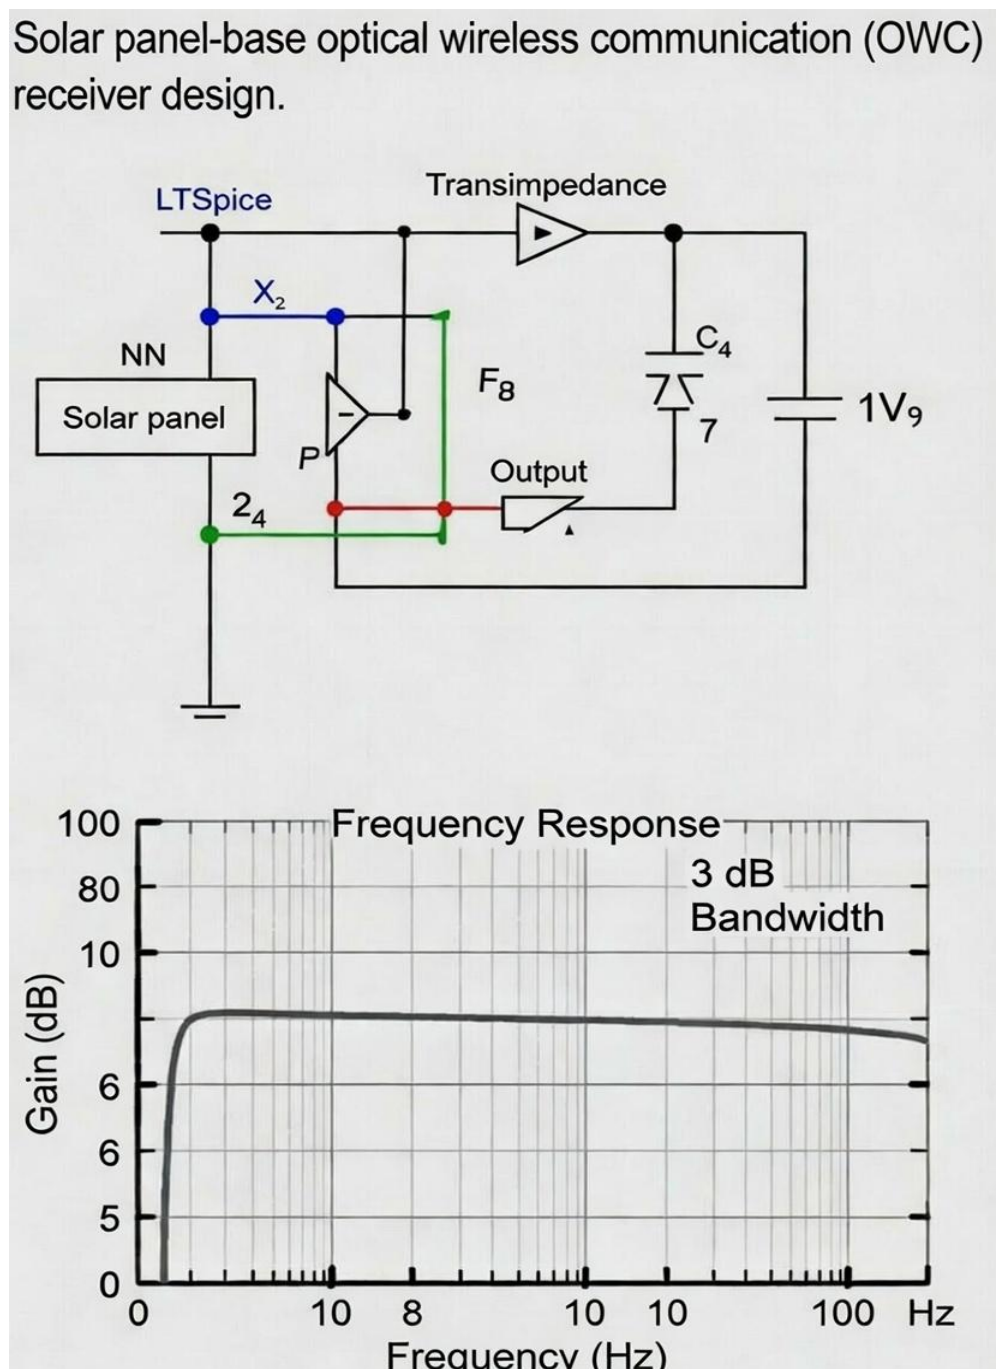 Solar panel-base optical wireless communication (OWC)
receiver design.
LTSpice
Transimpedance
X₂
NN
Solar panel
P
−
F₈
C₄
7
1V₉
Output
2₄
Frequency Response
3 dB
Bandwidth
Gain (dB)
100
80
10
6
6
5
0
0 10 8 10 10 100 Hz
Frequency (Hz)